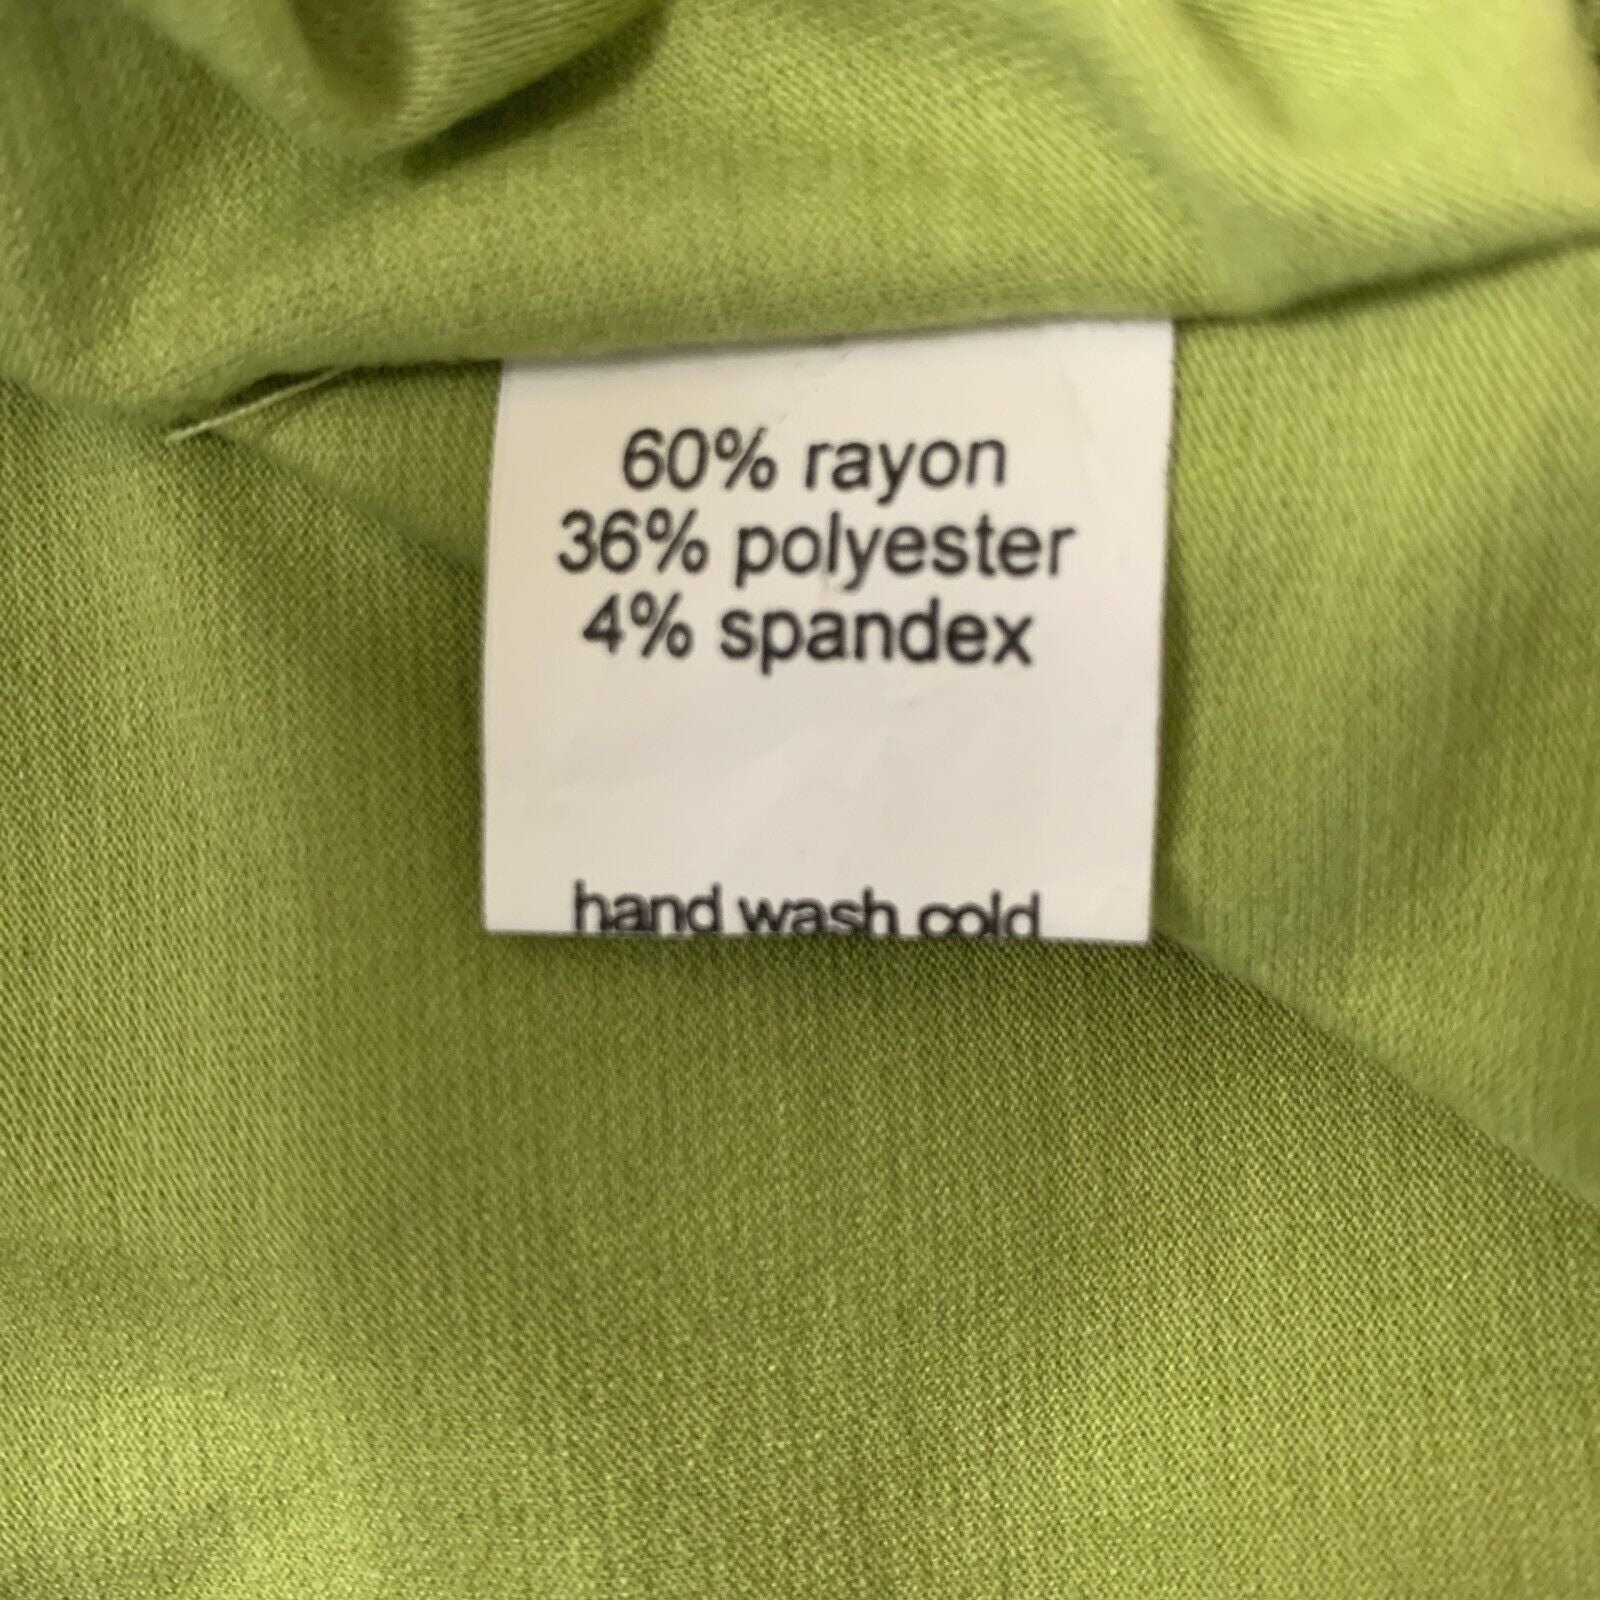 60% rayon
36% polyester
4% spandex
hand wash cold